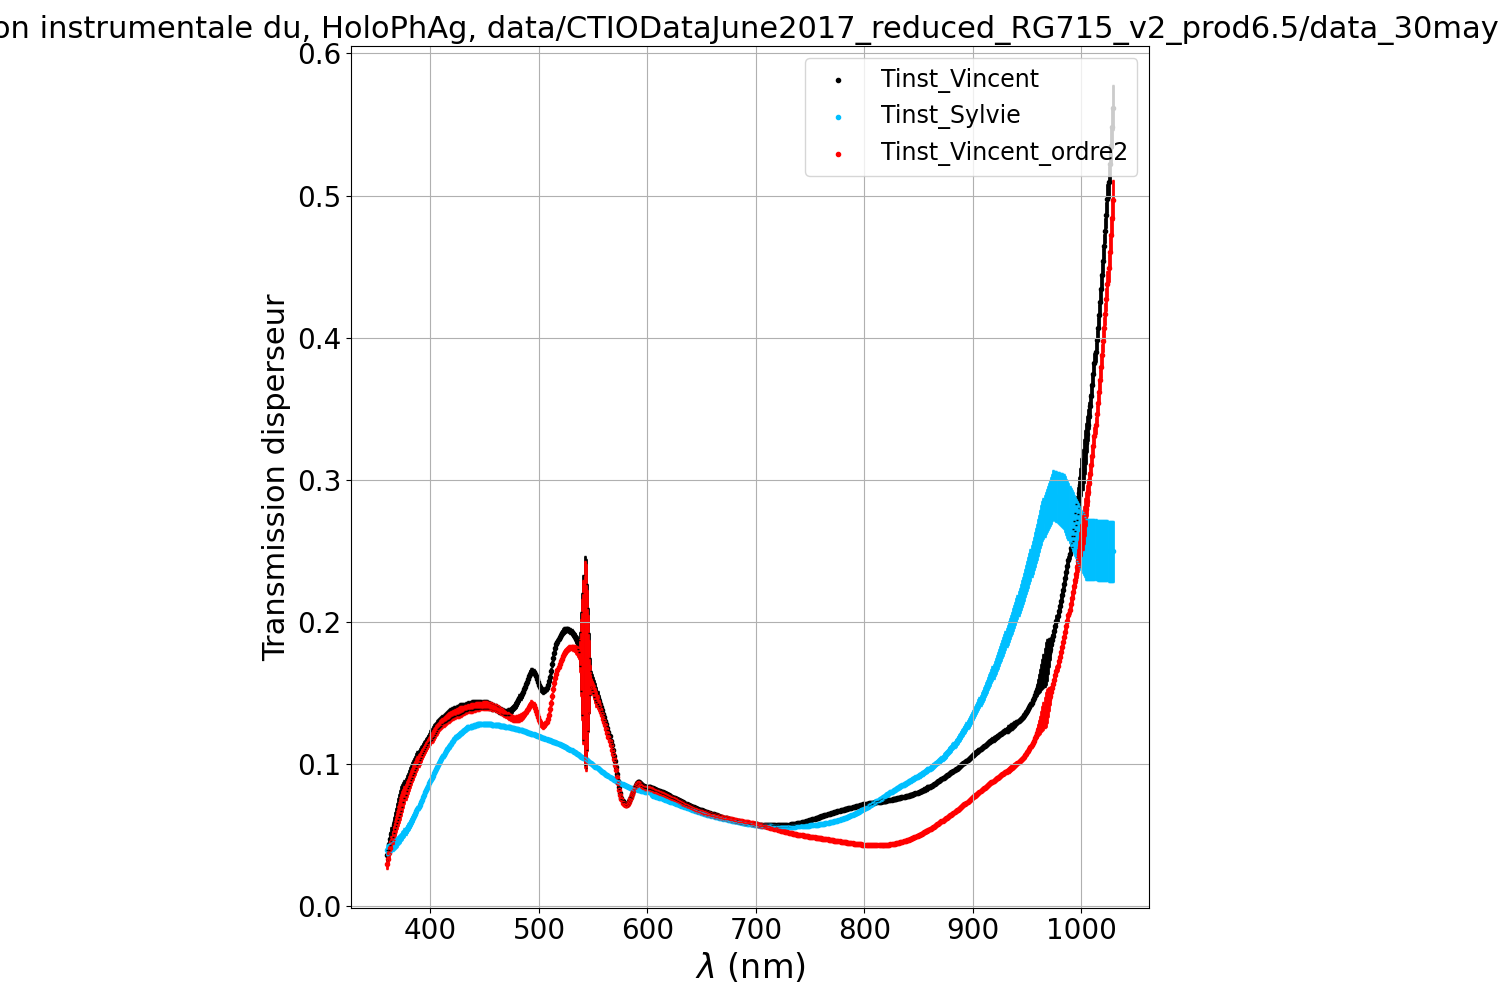 on instrumentale du, HoloPhAg, data/CTIODataJune2017_reduced_RG715_v2_prod6.5/data_30may
Tinst_Vincent
Tinst_Sylvie
Tinst_Vincent_ordre2
Transmission disperseur
0.6
0.5
0.4
0.3
0.2
0.1
0.0
400 500 600 700 800 900 1000
λ (nm)